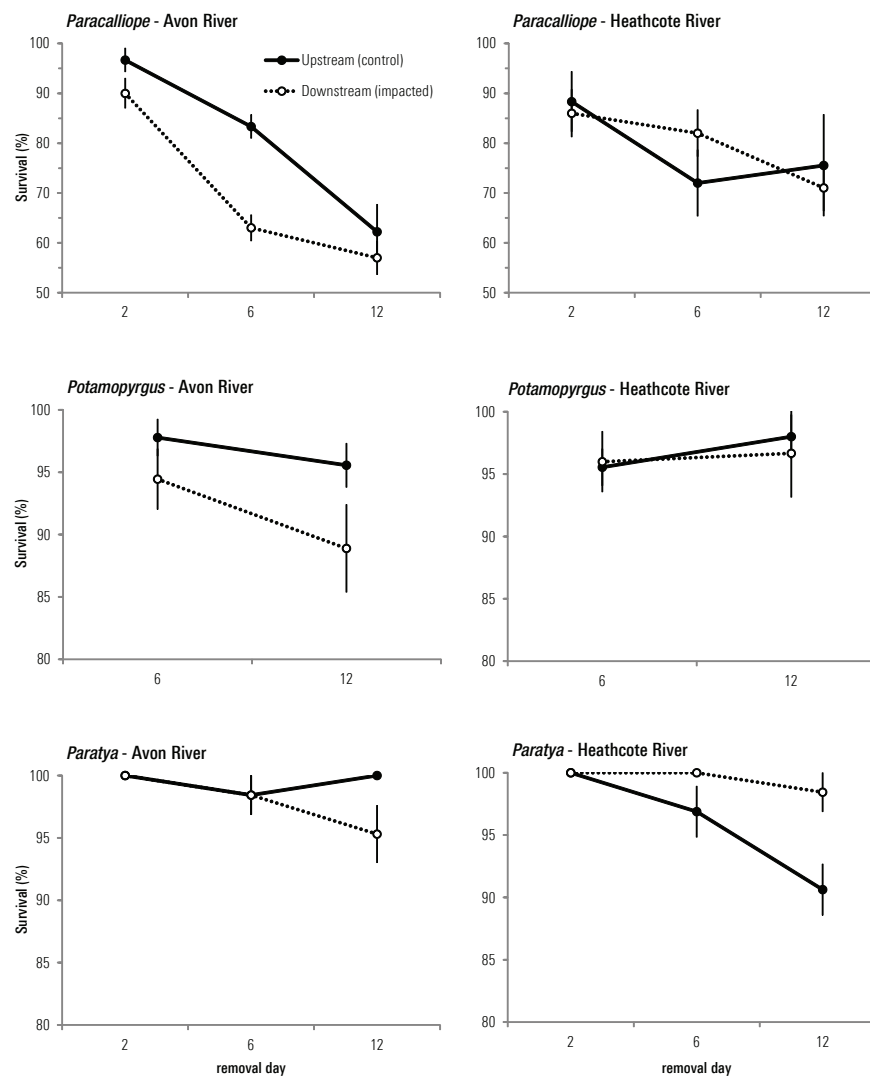 Paracalliope - Avon River
100
90
80
70
60
50
Survival (%)
Upstream (control)
Downstream (impacted)
2 6 12
Paracalliope - Heathcote River
100
90
80
70
60
50
2 6 12
Potamopyrgus - Avon River
100
95
90
85
80
Survival (%)
6 12
Potamopyrgus - Heathcote River
100
95
90
85
80
6 12
Paratya - Avon River
100
95
90
85
80
Survival (%)
2 6 12
removal day
Paratya - Heathcote River
100
95
90
85
80
2 6 12
removal day